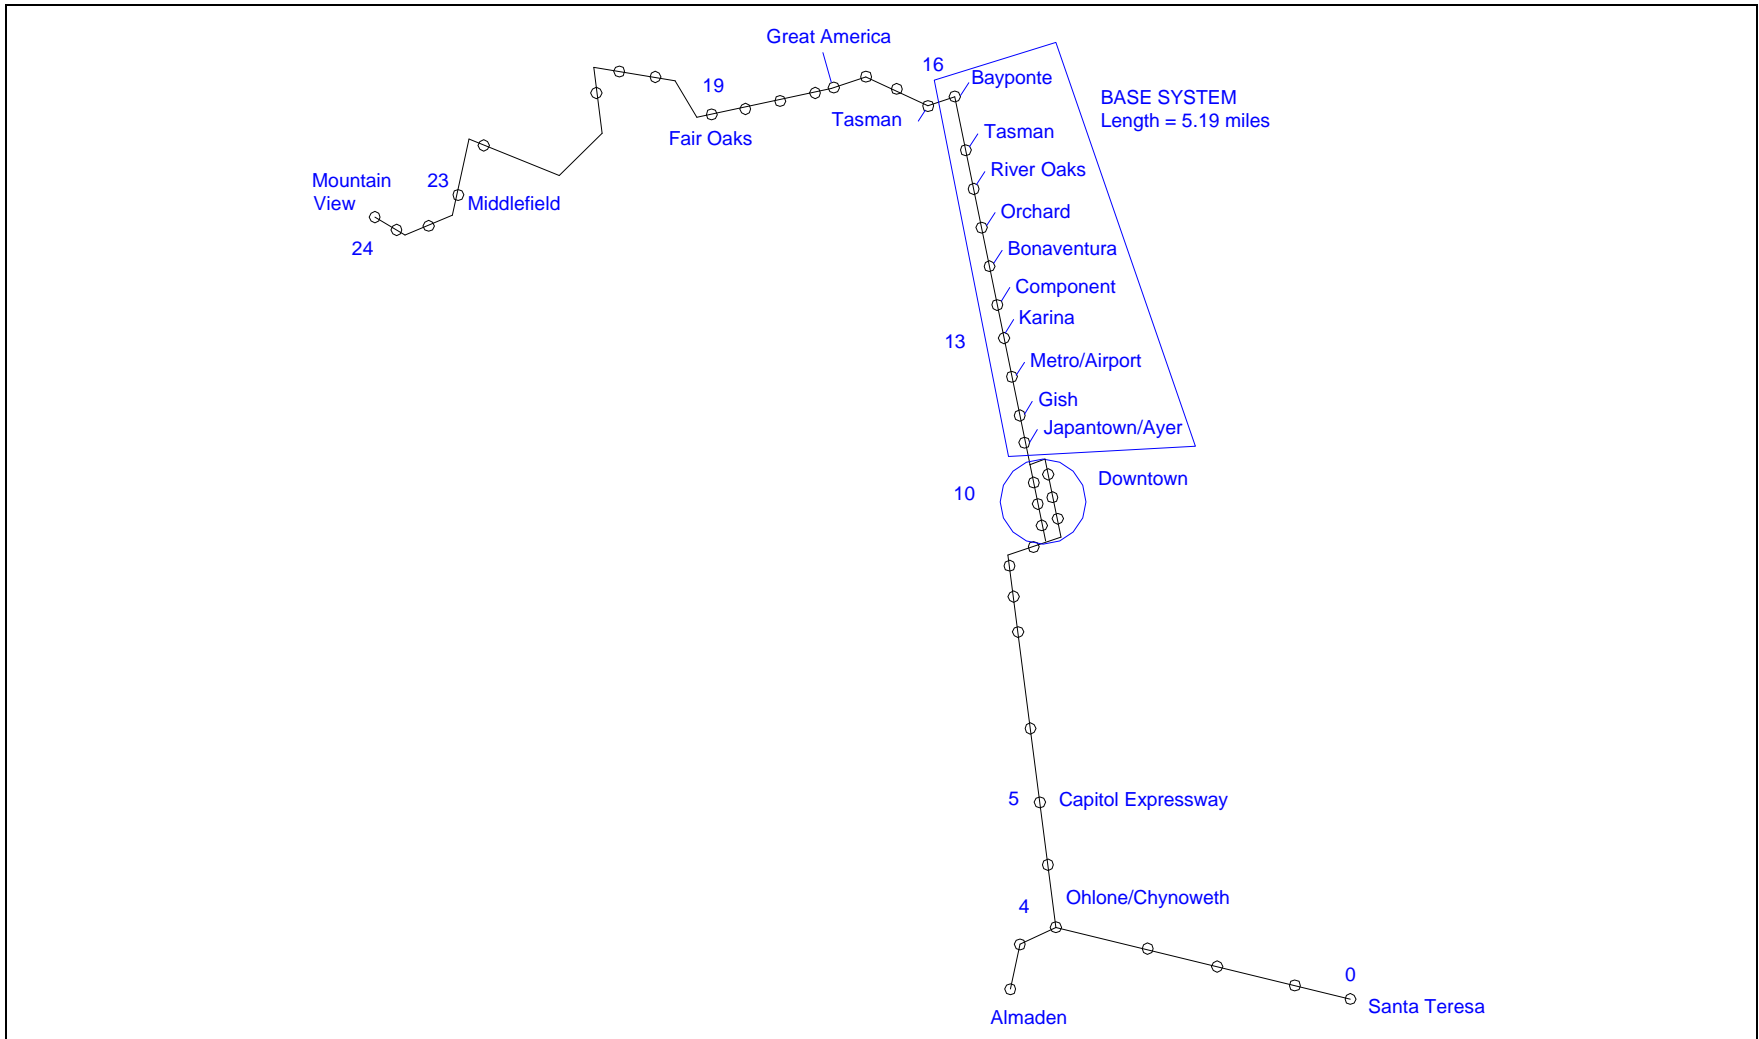 Great America
16
Bayponte
19
BASE SYSTEM
Length = 5.19 miles
Tasman
Fair Oaks
Tasman
River Oaks
Mountain
View
23
Middlefield
Orchard
24
Bonaventura
Component
Karina
13
Metro/Airport
Gish
Japantown/Ayer
Downtown
10
5
Capitol Expressway
Ohlone/Chynoweth
4
0
Santa Teresa
Almaden